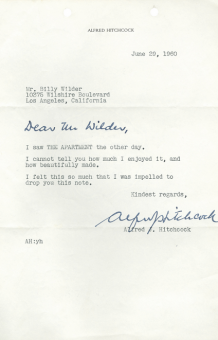 ALFRED HITCHCOCK
June 29, 1960
Mr. Billy Wilder
10375 Wilshire Boulevard
Los Angeles, California
Dear Mr Wilder,
I saw THE APARTMENT the other day.
I cannot tell you how much I enjoyed it, and
how beautifully made.
I felt this so much that I was impelled to
drop you this note.
Kindest regards,
Alfred J Hitchcock
Alfred J. Hitchcock
AH:yh